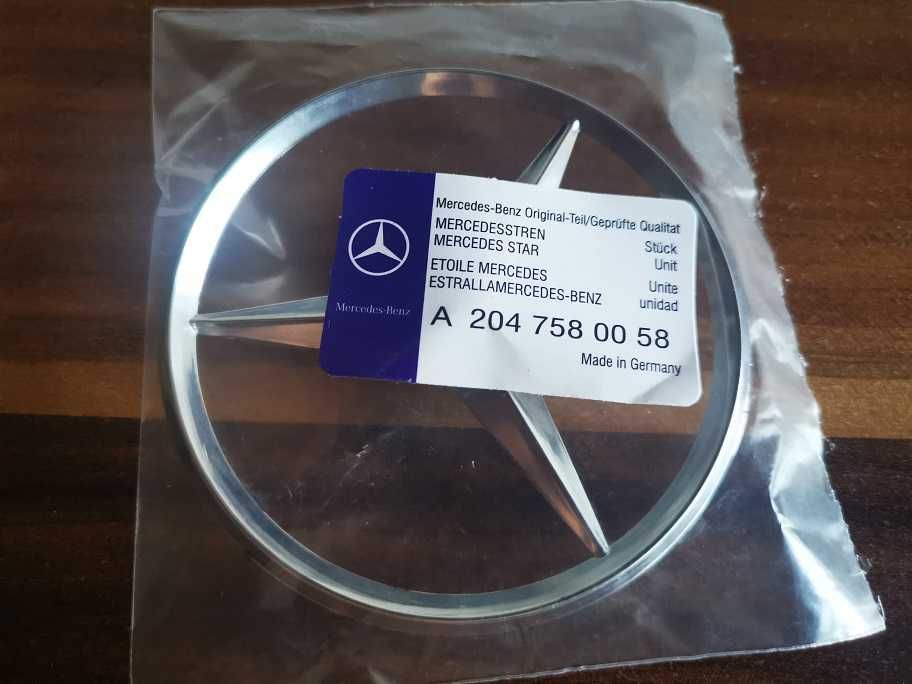 Mercedes-Benz Original-Teil/Geprüfte Qualitat
MERCEDESSTREN
MERCEDES STAR
Stück
Unit
ETOILE MERCEDES
ESTRALLAMERCEDES-BENZ
Unite
unidad
A 204 758 00 58
Made in Germany
Mercedes-Benz